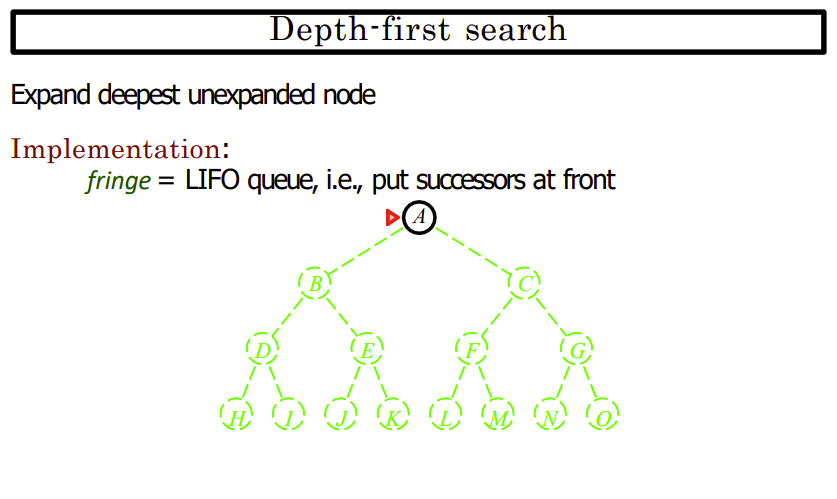 Depth-first search
Expand deepest unexpanded node
Implementation:
fringe = LIFO queue, i.e., put successors at front
A
B C
D E F G
H I J K L M N O